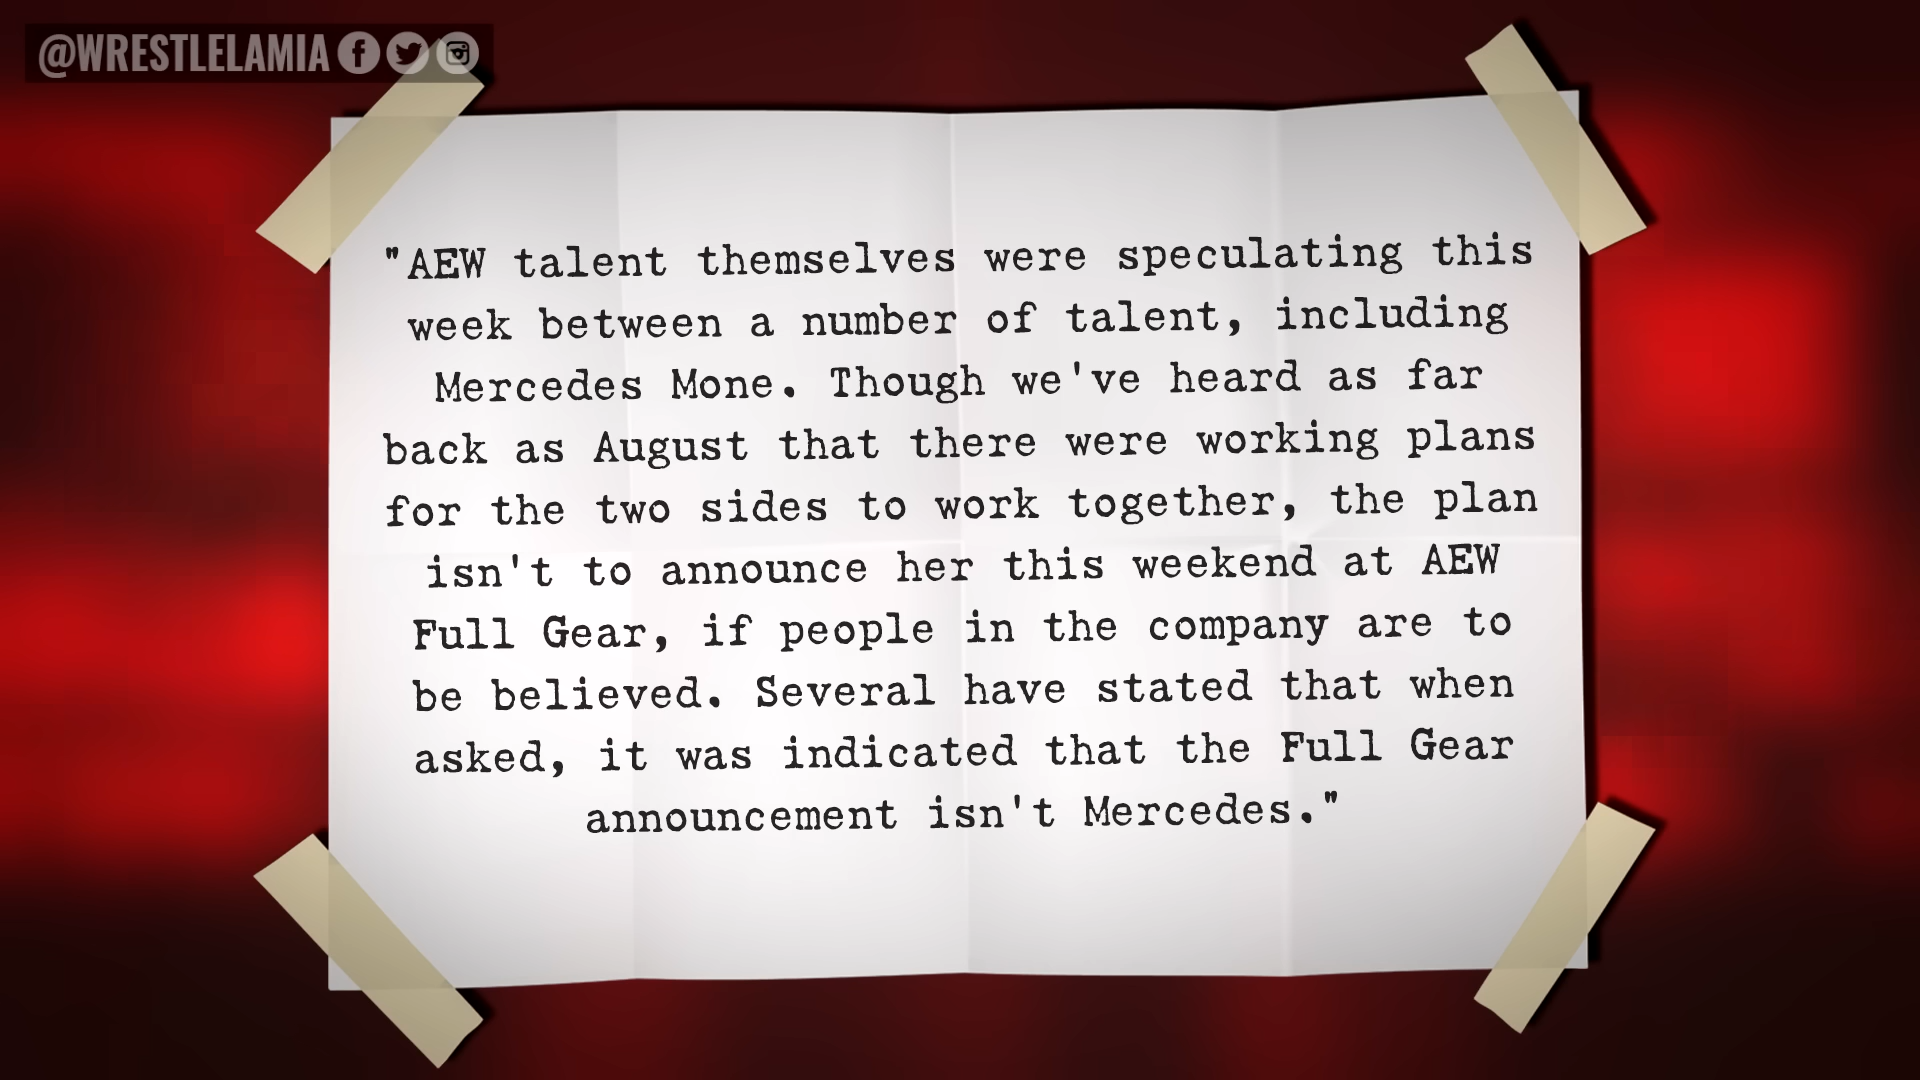 @WRESTLELAMIA
"AEW talent themselves were speculating this
week between a number of talent, including
Mercedes Mone. Though we've heard as far
back as August that there were working plans
for the two sides to work together, the plan
isn't to announce her this weekend at AEW
Full Gear, if people in the company are to
be believed. Several have stated that when
asked, it was indicated that the Full Gear
announcement isn't Mercedes."